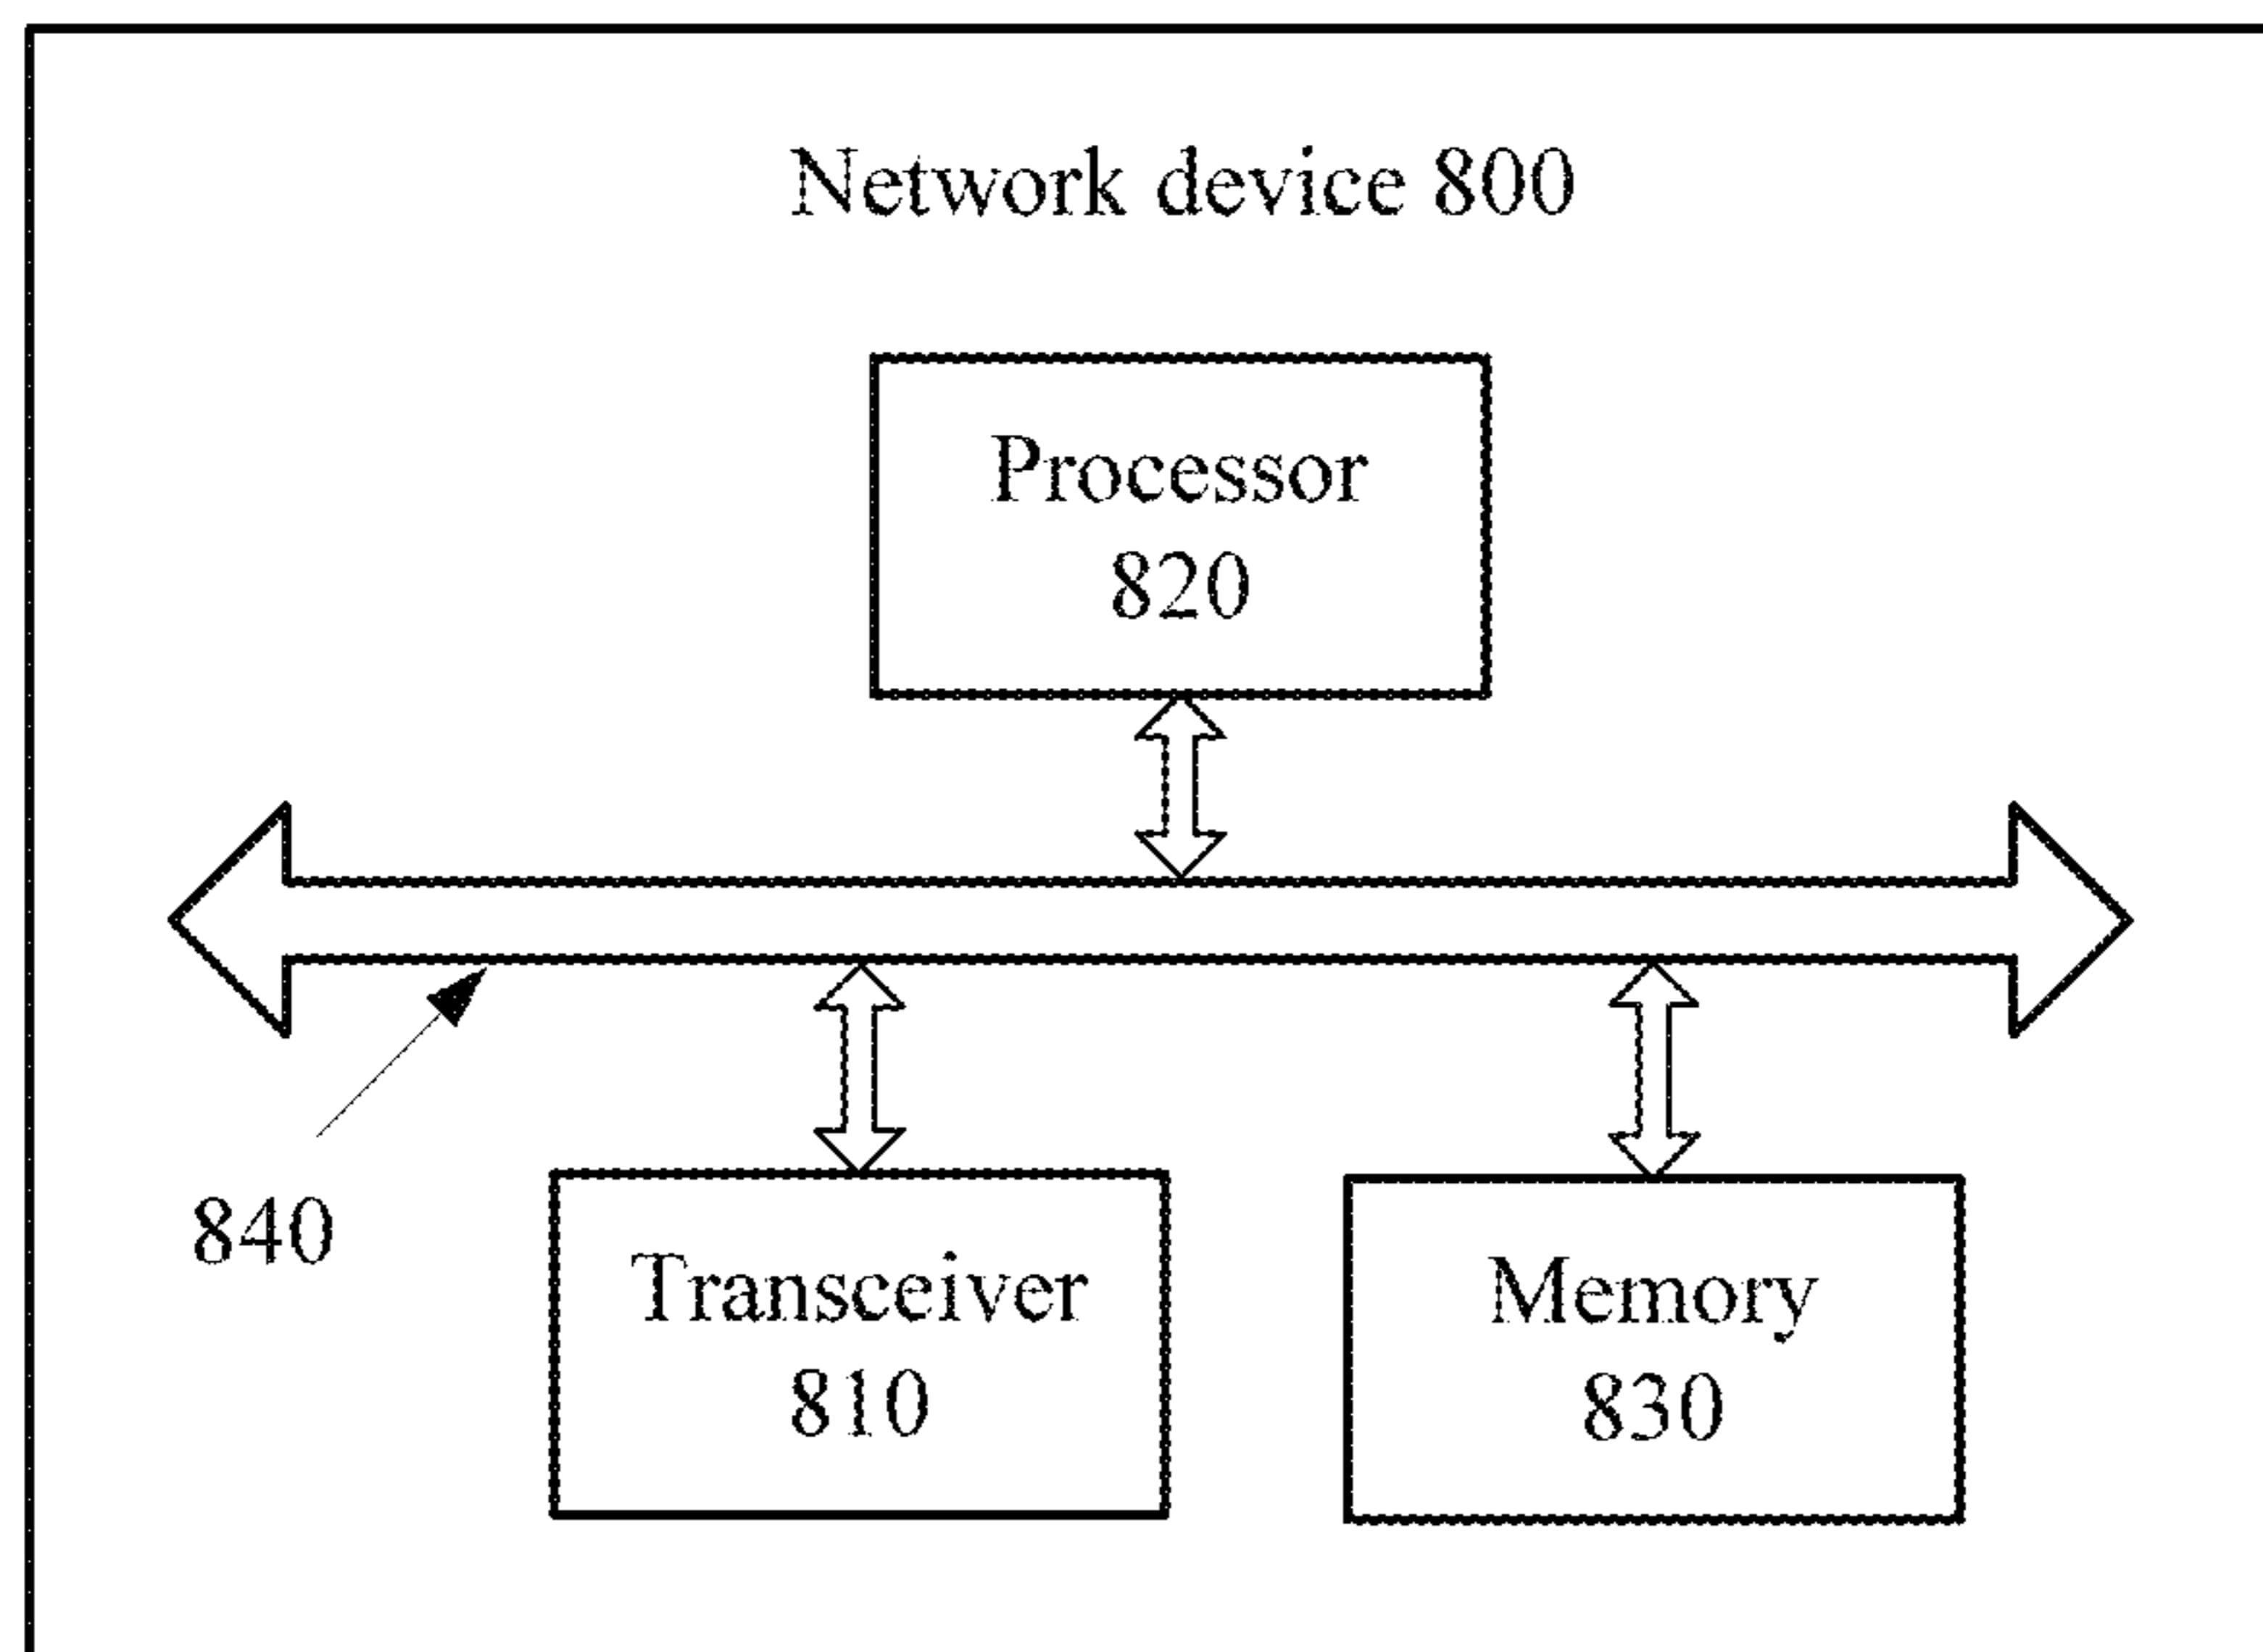 Network device 800
Processor
820
840
Transceiver
810
Memory
830